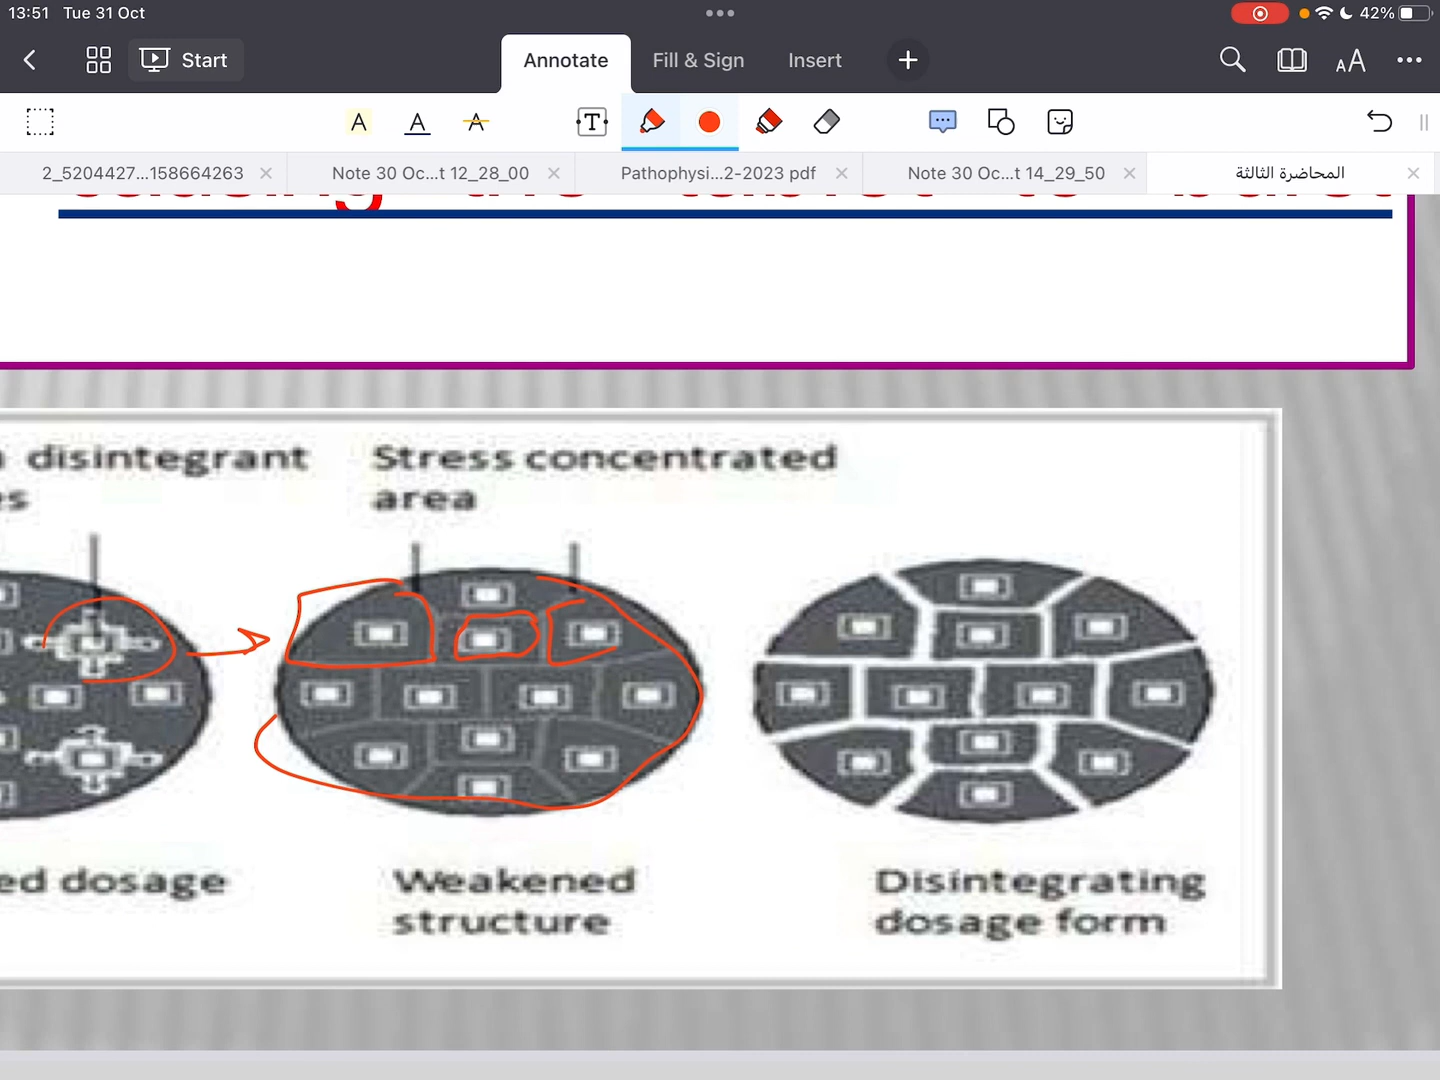 13:51 Tue 31 Oct
42%
Start
Annotate
Fill & Sign
Insert
2_5204427...158664263
Note 30 Oc...t 12_28_00
Pathophysi...2-2023 pdf
Note 30 Oc...t 14_29_50
المحاضرة الثالثة
disintegrant
es
Stress concentrated
area
ed dosage
Weakened
structure
Disintegrating
dosage form